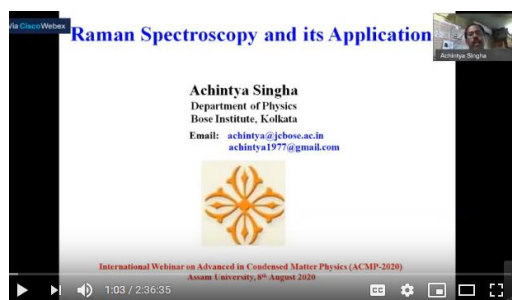 Via Cisco Webex
Raman Spectroscopy and its Application
Achintya Singha
Achintya Singha
Department of Physics
Bose Institute, Kolkata
Email: achintya@jcbose.ac.in
achintya1977@gmail.com
International Webinar on Advanced in Condensed Matter Physics (ACMP-2020)
Assam University, 8th August 2020
1:03 / 2:36:35
CC